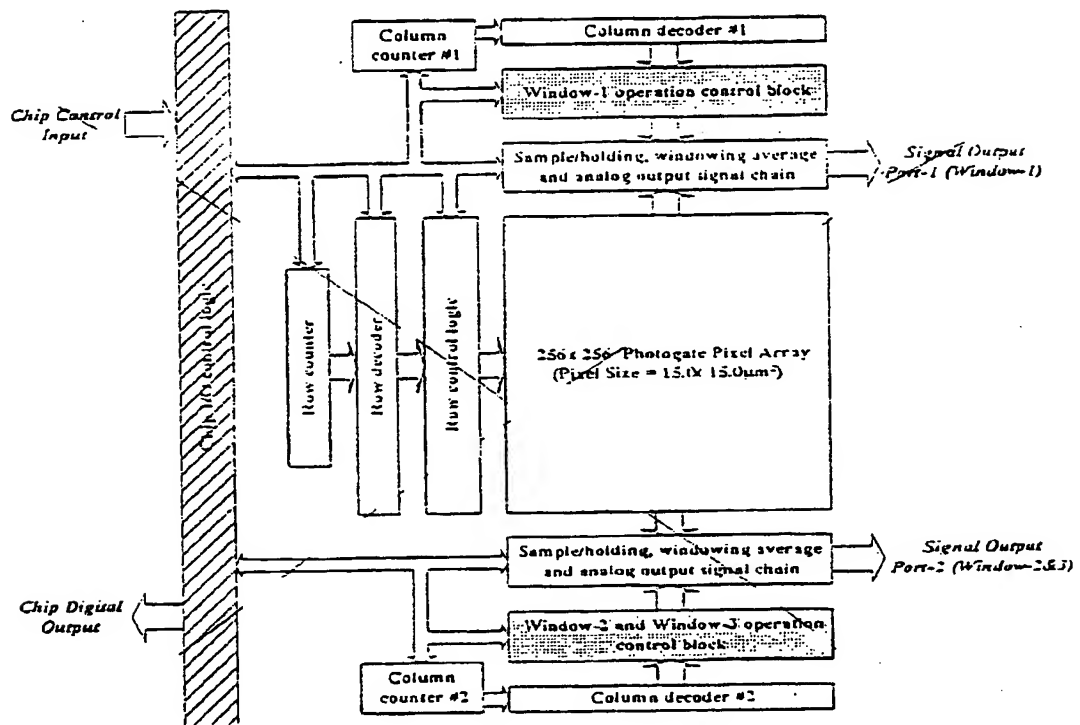 Column
counter #1
Column decoder #1
Window-1 operation control block
Chip Control
Input
Sample/holding, windowing average
and analog output signal chain
Signal Output
Port-1 (Window-1)
Chip I/O control logic
Row counter
Row decoder
Row control logic
256 x 256 Photogate Pixel Array
(Pixel Size = 15.0x 15.0µm²)
Sample/holding, windowing average
and analog output signal chain
Signal Output
Port-2 (Window-2&3)
Chip Digital
Output
Window-2 and Window-3 operation
control block
Column
counter #2
Column decoder #2